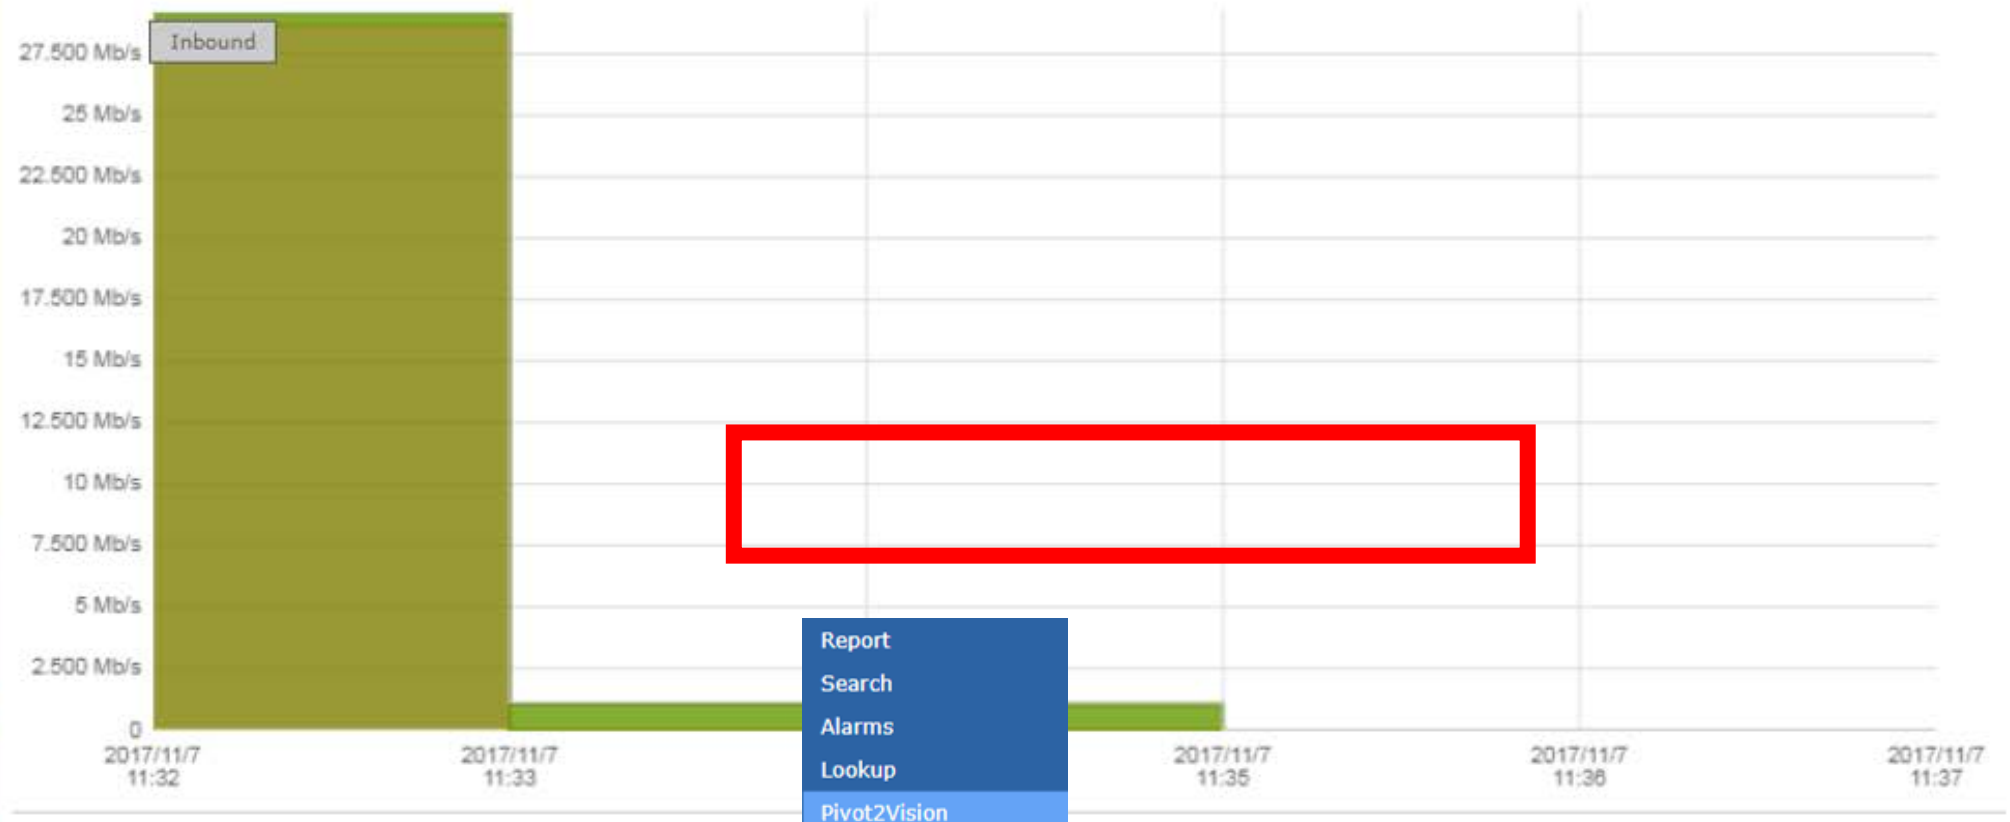 Inbound
27.500 Mb/s
25 Mb/s
22.500 Mb/s
20 Mb/s
17.500 Mb/s
15 Mb/s
12.500 Mb/s
10 Mb/s
7.500 Mb/s
5 Mb/s
2.500 Mb/s
0
Report
Search
Alarms
Lookup
Pivot2Vision
2017/11/7
11:32
2017/11/7
11:33
2017/11/7
11:35
2017/11/7
11:36
2017/11/7
11:37